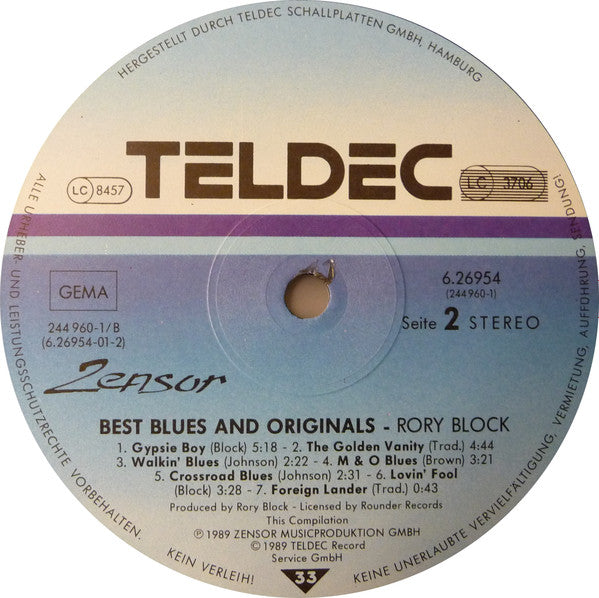 HERGESTELLT DURCH TELDEC SCHALLPLATTEN GMBH, HAMBURG
TELDEC
LC 8457
LC 3706
GEMA
244 960-1/B
(6.26954-01-2)
6.26954
(244 960-1)
Seite 2 STEREO
Zensor
BEST BLUES AND ORIGINALS - RORY BLOCK
1. Gypsie Boy (Block) 5:18 - 2. The Golden Vanity (Trad.) 4:44
3. Walkin' Blues (Johnson) 2:22 - 4. M & O Blues (Brown) 3:21
5. Crossroad Blues (Johnson) 2:31 - 6. Lovin' Fool
(Block) 3:28 - 7. Foreign Lander (Trad.) 0:43
Produced by Rory Block - Licensed by Rounder Records
This Compilation
℗ 1989 ZENSOR MUSICPRODUKTION GMBH
© 1989 TELDEC Record
Service GmbH
33
ALLE URHEBER- UND LEISTUNGSSCHUTZRECHTE VORBEHALTEN.
KEIN VERLEIH!
KEINE UNERLAUBTE VERVIELFÄLTIGUNG, VERMIETUNG, AUFFÜHRUNG, SENDUNG!